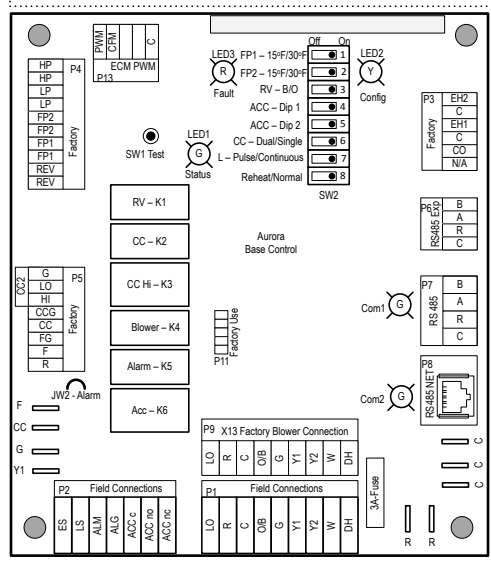 PWM
CFM
C
ECM PWM
P13
Off On
LED3
R
Fault
FP1 – 15ºF/30ºF 1
FP2 – 15ºF/30ºF 2
RV – B/O 3
ACC – Dip 1 4
ACC – Dip 2 5
CC – Dual/Single 6
L – Pulse/Continuous 7
Reheat/Normal 8
SW2
LED2
Y
Config
P4
HP
HP
LP
LP
FP2
FP2
FP1
FP1
REV
REV
Factory
SW1 Test
LED1
G
Status
P3
Factory
EH2
C
EH1
C
CO
N/A
P6
RS485 Exp
B
A
R
C
RV – K1
CC – K2
CC Hi – K3
Blower – K4
Alarm – K5
Acc – K6
Aurora
Base Control
CC2
P5
G
LO
HI
CCG
CC
FG
F
R
Factory
Factory Use
P11
P7
RS 485
B
A
R
C
Com1
G
P8
RS485 NET
Com2
G
JW2 - Alarm
F
CC
G
Y1
P9 X13 Factory Blower Connection
LO
R
C
O/B
G
Y1
Y2
W
DH
P2 Field Connections
ES
LS
ALM
ALG
ACC c
ACC no
ACC nc
P1 Field Connections
LO
R
C
O/B
G
Y1
Y2
W
DH
3A-Fuse
C
C
C
R
R